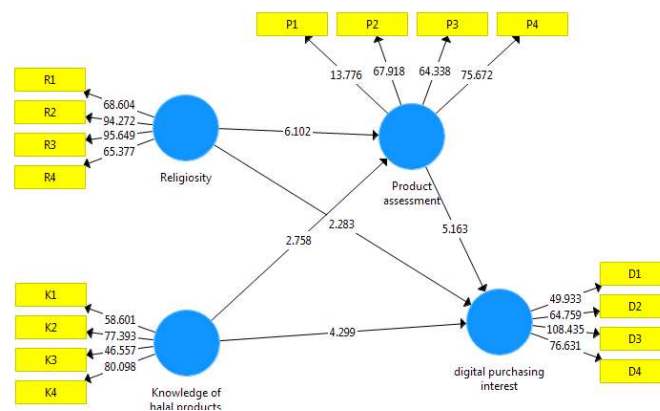 P1
P2
P3
P4
13.776
67.918
64.338
75.672
R1
R2
R3
R4
68.604
94.272
95.649
65.377
Religiosity
6.102
Product
assessment
2.758
2.283
5.163
K1
K2
K3
K4
58.601
77.393
46.557
80.098
Knowledge of
halal products
4.299
digital purchasing
interest
49.933
64.759
108.435
76.631
D1
D2
D3
D4